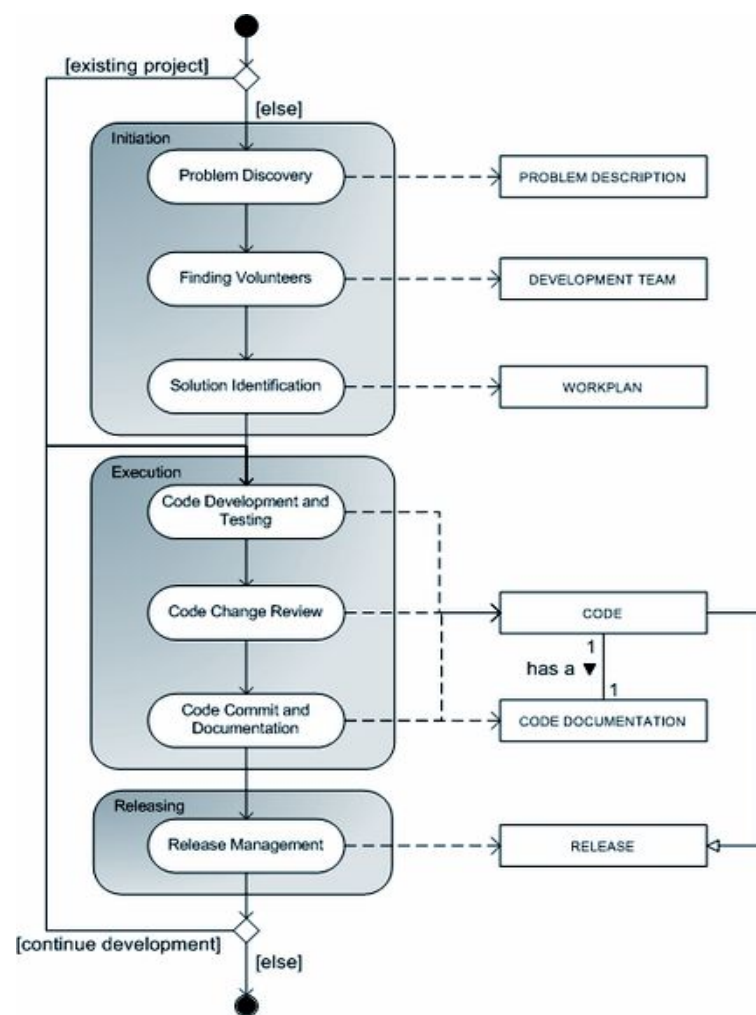 [existing project]
[else]
Initiation
Problem Discovery
PROBLEM DESCRIPTION
Finding Volunteers
DEVELOPMENT TEAM
Solution Identification
WORKPLAN
Execution
Code Development and
Testing
Code Change Review
CODE
1
has a ▼
1
Code Commit and
Documentation
CODE DOCUMENTATION
Releasing
Release Management
RELEASE
[continue development]
[else]